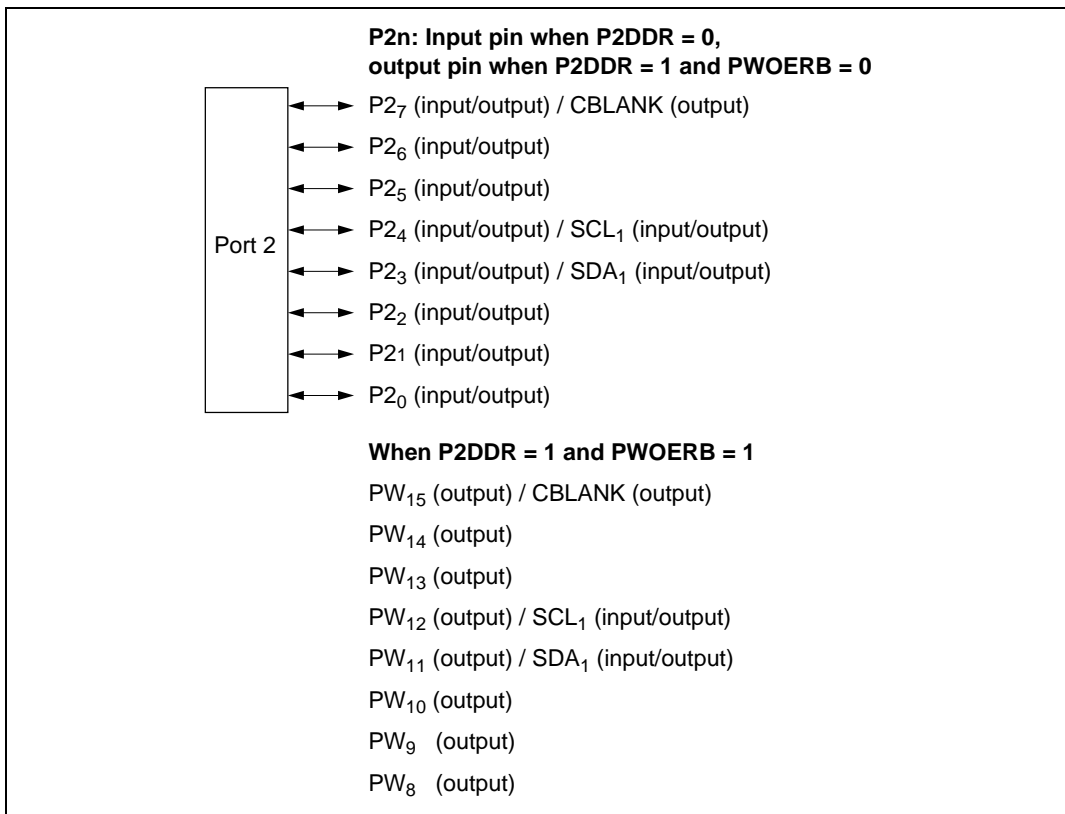 P2n: Input pin when P2DDR = 0,
output pin when P2DDR = 1 and PWOERB = 0
Port 2
P2₇ (input/output) / CBLANK (output)
P2₆ (input/output)
P2₅ (input/output)
P2₄ (input/output) / SCL₁ (input/output)
P2₃ (input/output) / SDA₁ (input/output)
P2₂ (input/output)
P21 (input/output)
P2₀ (input/output)
When P2DDR = 1 and PWOERB = 1
PW₁₅ (output) / CBLANK (output)
PW₁₄ (output)
PW₁₃ (output)
PW₁₂ (output) / SCL₁ (input/output)
PW₁₁ (output) / SDA₁ (input/output)
PW₁₀ (output)
PW₉ (output)
PW₈ (output)